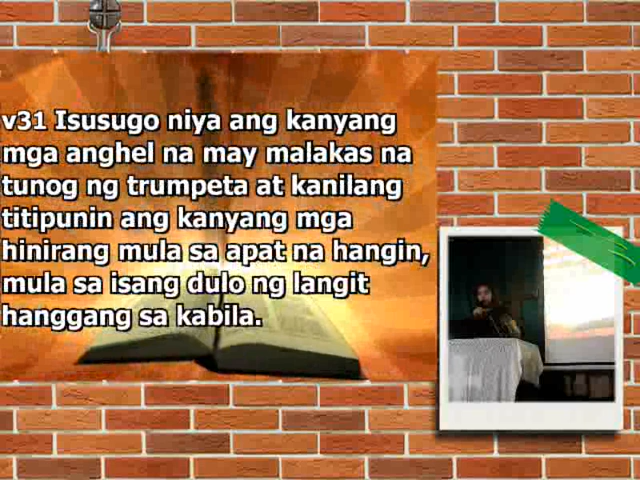 v31 Isusugo niya ang kanyang
mga anghel na may malakas na
tunog ng trumpeta at kanilang
titipunin ang kanyang mga
hinirang mula sa apat na hangin,
mula sa isang dulo ng langit
hanggang sa kabila.